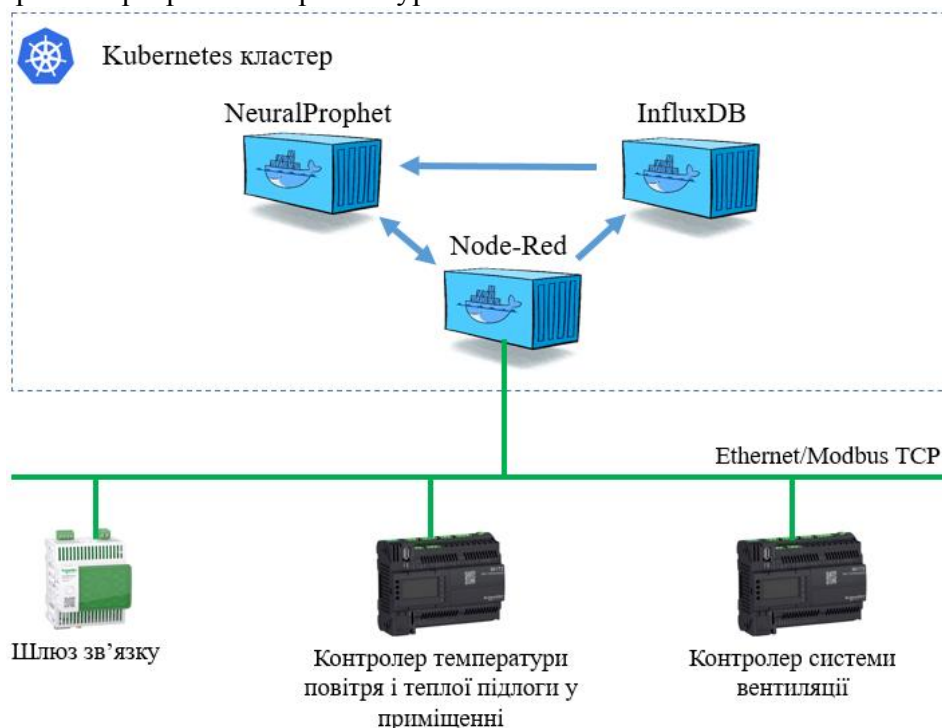 Kubernetes кластер
NeuralProphet
InfluxDB
Node-Red
Ethernet/Modbus TCP
Шлюз зв’язку
Контролер температури
повітря і теплої підлоги у
приміщенні
Контролер системи
вентиляції